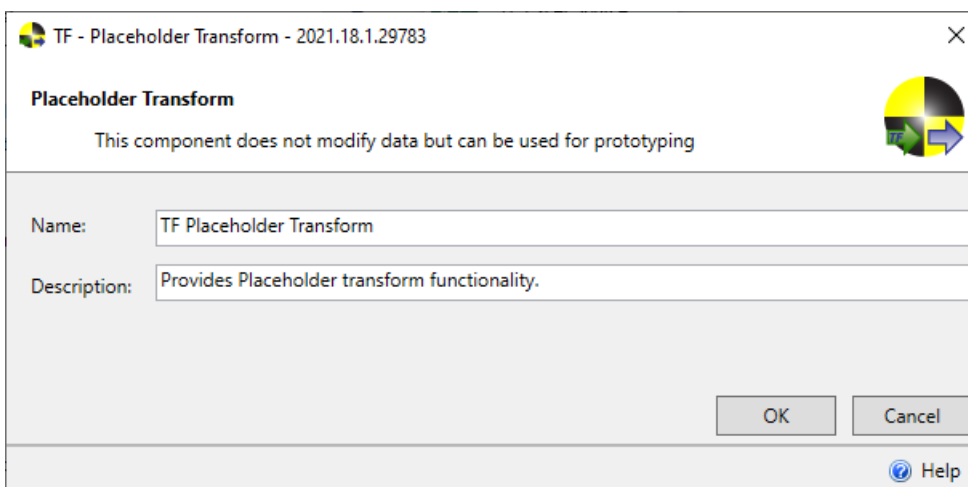 TF - Placeholder Transform - 2021.18.1.29783
Placeholder Transform
This component does not modify data but can be used for prototyping
TF
Name: TF Placeholder Transform
Description: Provides Placeholder transform functionality.
OK Cancel
Help